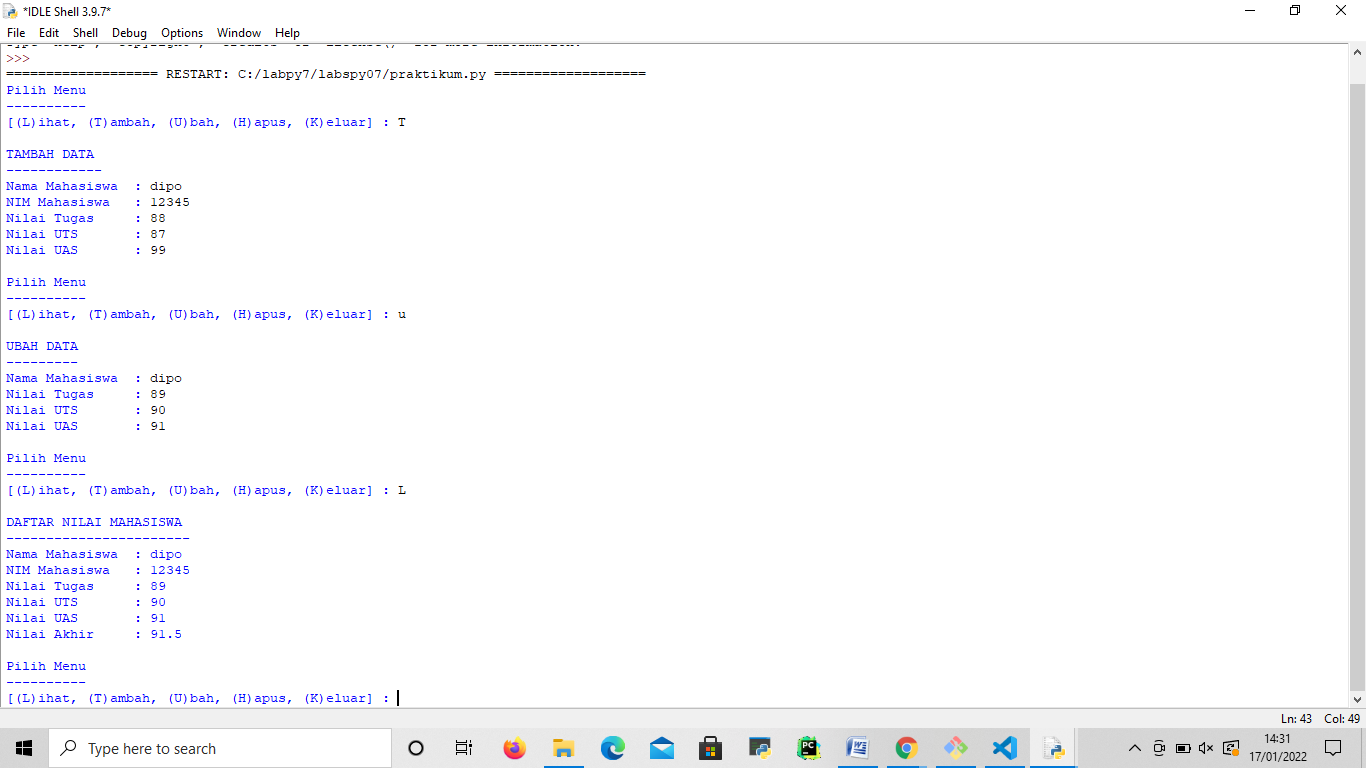 *IDLE Shell 3.9.7*
File Edit Shell Debug Options Window Help
>>>
=================== RESTART: C:/labpy7/labspy07/praktikum.py ===================
Pilih Menu
----------
[(L)ihat, (T)ambah, (U)bah, (H)apus, (K)eluar] : T
TAMBAH DATA
------------
Nama Mahasiswa  : dipo
NIM Mahasiswa   : 12345
Nilai Tugas     : 88
Nilai UTS       : 87
Nilai UAS       : 99
Pilih Menu
----------
[(L)ihat, (T)ambah, (U)bah, (H)apus, (K)eluar] : u
UBAH DATA
---------
Nama Mahasiswa  : dipo
Nilai Tugas     : 89
Nilai UTS       : 90
Nilai UAS       : 91
Pilih Menu
----------
[(L)ihat, (T)ambah, (U)bah, (H)apus, (K)eluar] : L
DAFTAR NILAI MAHASISWA
-----------------------
Nama Mahasiswa  : dipo
NIM Mahasiswa   : 12345
Nilai Tugas     : 89
Nilai UTS       : 90
Nilai UAS       : 91
Nilai Akhir     : 91.5
Pilih Menu
----------
[(L)ihat, (T)ambah, (U)bah, (H)apus, (K)eluar] :
Ln: 43 Col: 49
Type here to search
14:31
17/01/2022